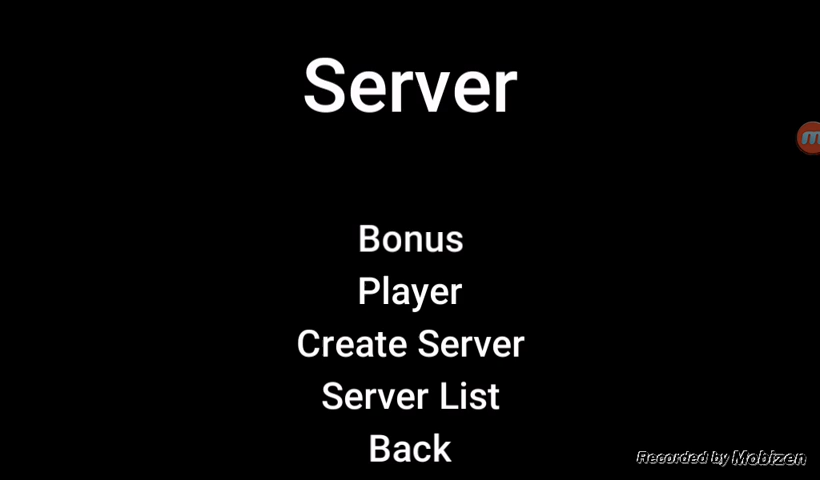 Server
Bonus
Player
Create Server
Server List
Back
Recorded by Mobizen